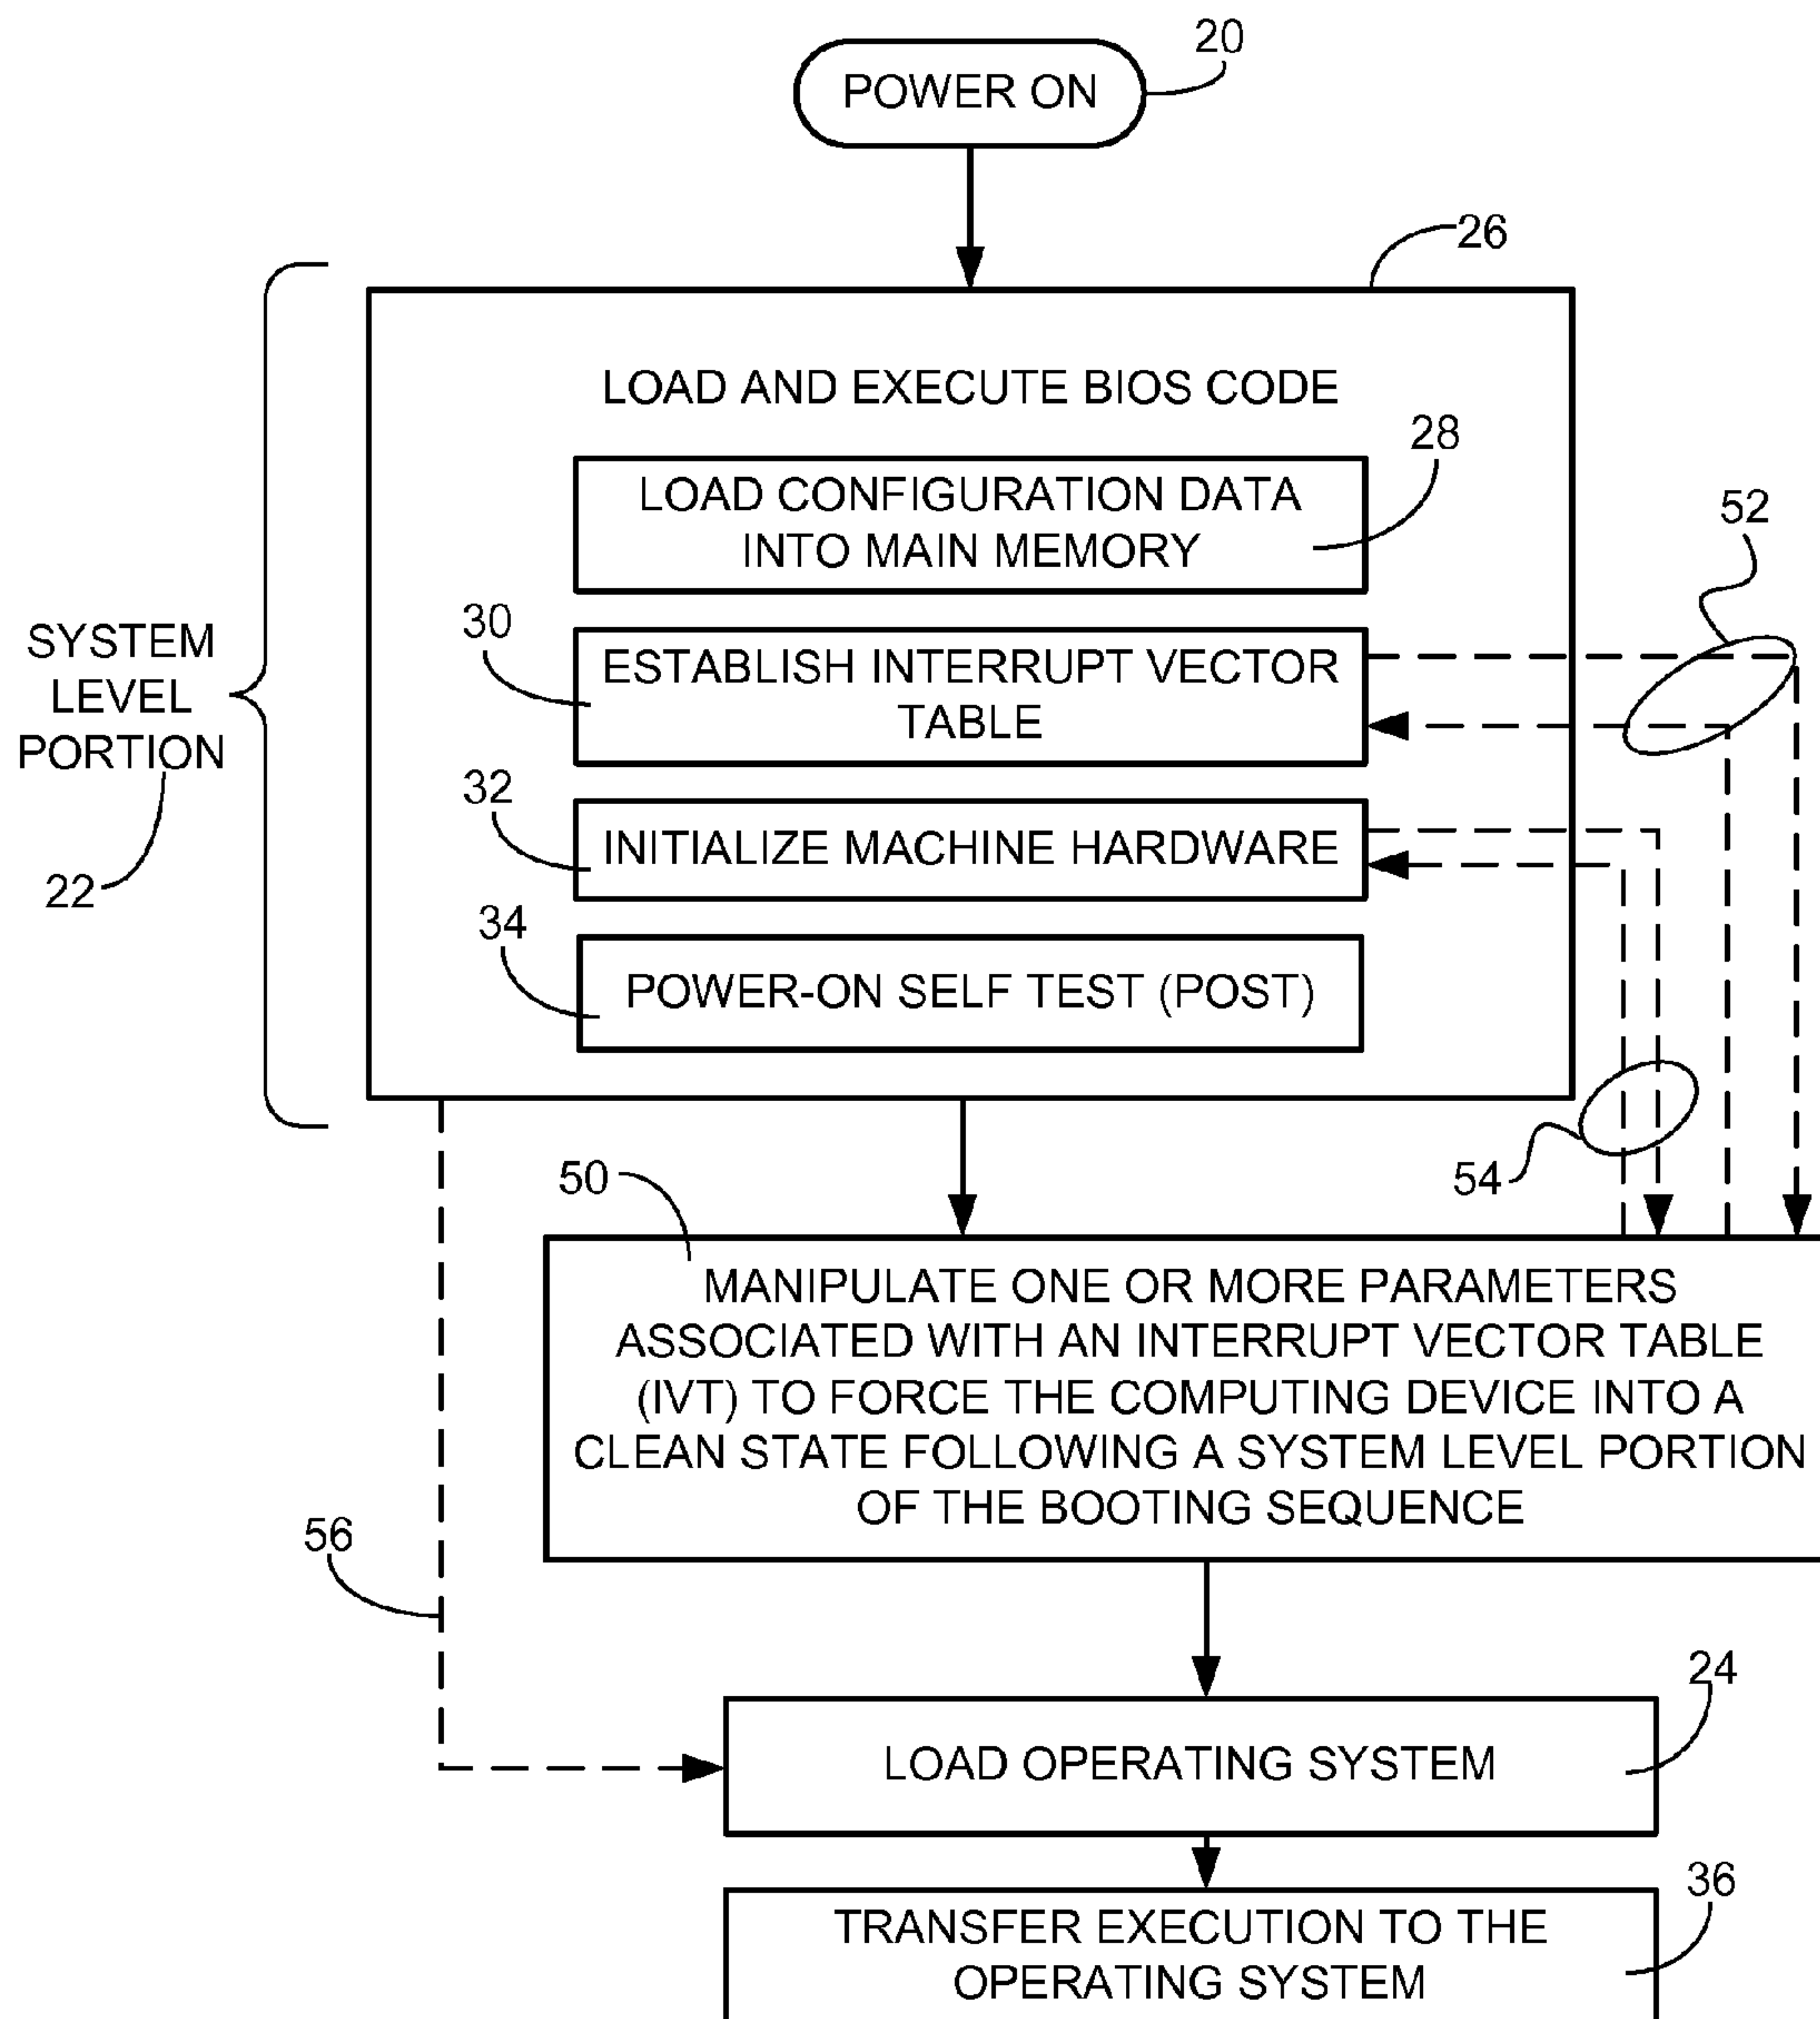 20
POWER ON
26
LOAD AND EXECUTE BIOS CODE
28
LOAD CONFIGURATION DATA
INTO MAIN MEMORY
52
30
ESTABLISH INTERRUPT VECTOR
TABLE
SYSTEM
LEVEL
PORTION
22
32
INITIALIZE MACHINE HARDWARE
34
POWER-ON SELF TEST (POST)
54
50
MANIPULATE ONE OR MORE PARAMETERS
ASSOCIATED WITH AN INTERRUPT VECTOR TABLE
(IVT) TO FORCE THE COMPUTING DEVICE INTO A
CLEAN STATE FOLLOWING A SYSTEM LEVEL PORTION
OF THE BOOTING SEQUENCE
56
24
LOAD OPERATING SYSTEM
36
TRANSFER EXECUTION TO THE
OPERATING SYSTEM